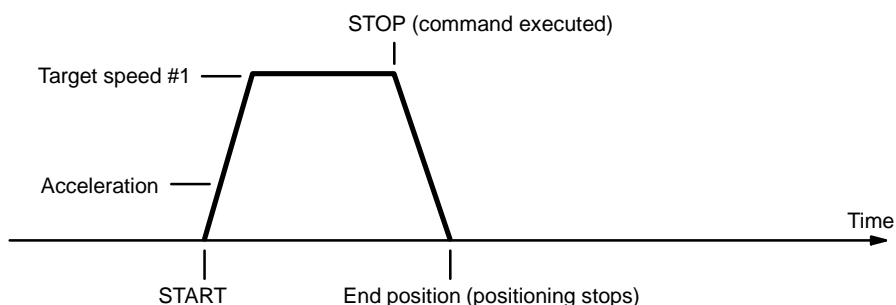 STOP (command executed)
Target speed #1
Acceleration
Time
START
End position (positioning stops)